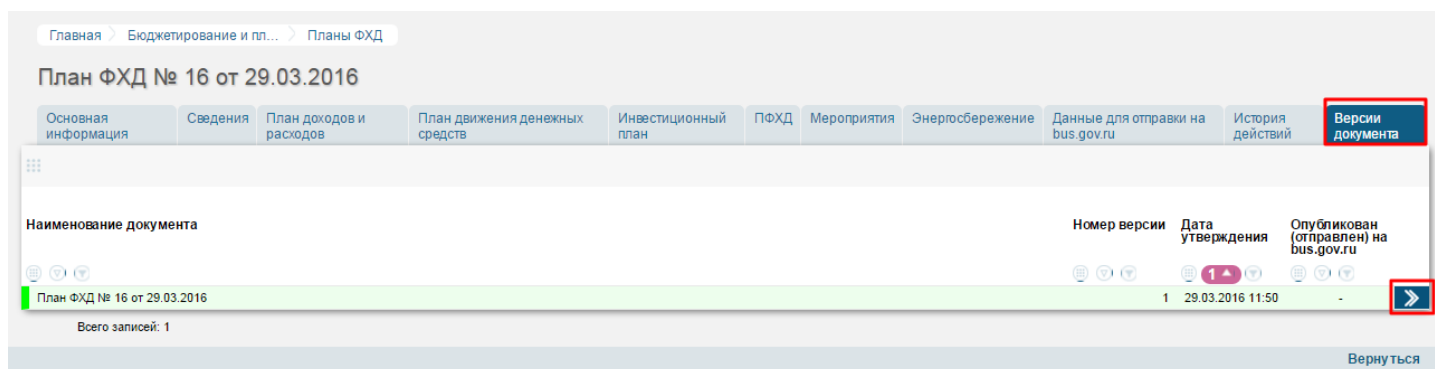 Главная Бюджетирование и пл... Планы ФХД
План ФХД № 16 от 29.03.2016
Основная информация
Сведения
План доходов и расходов
План движения денежных средств
Инвестиционный план
ПФХД
Мероприятия
Энергосбережение
Данные для отправки на bus.gov.ru
История действий
Версии документа
Наименование документа
Номер версии
Дата утверждения
Опубликован (отправлен) на bus.gov.ru
1
План ФХД № 16 от 29.03.2016 1 29.03.2016 11:50 -
Всего записей: 1
Вернуться